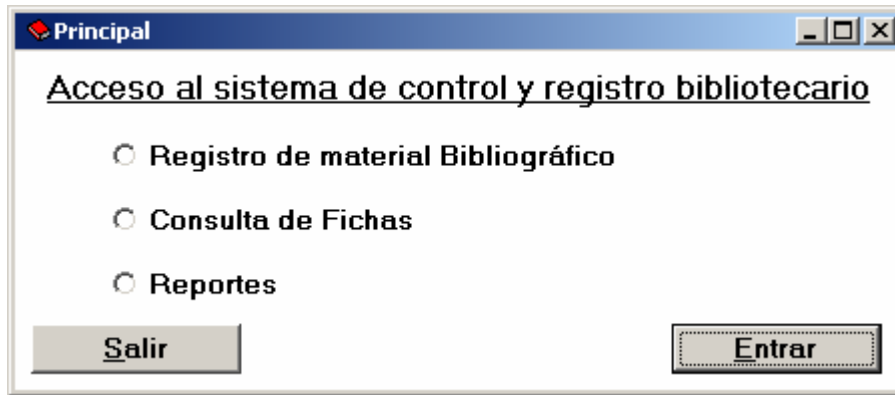 Principal
Acceso al sistema de control y registro bibliotecario
Registro de material Bibliográfico
Consulta de Fichas
Reportes
Salir
Entrar